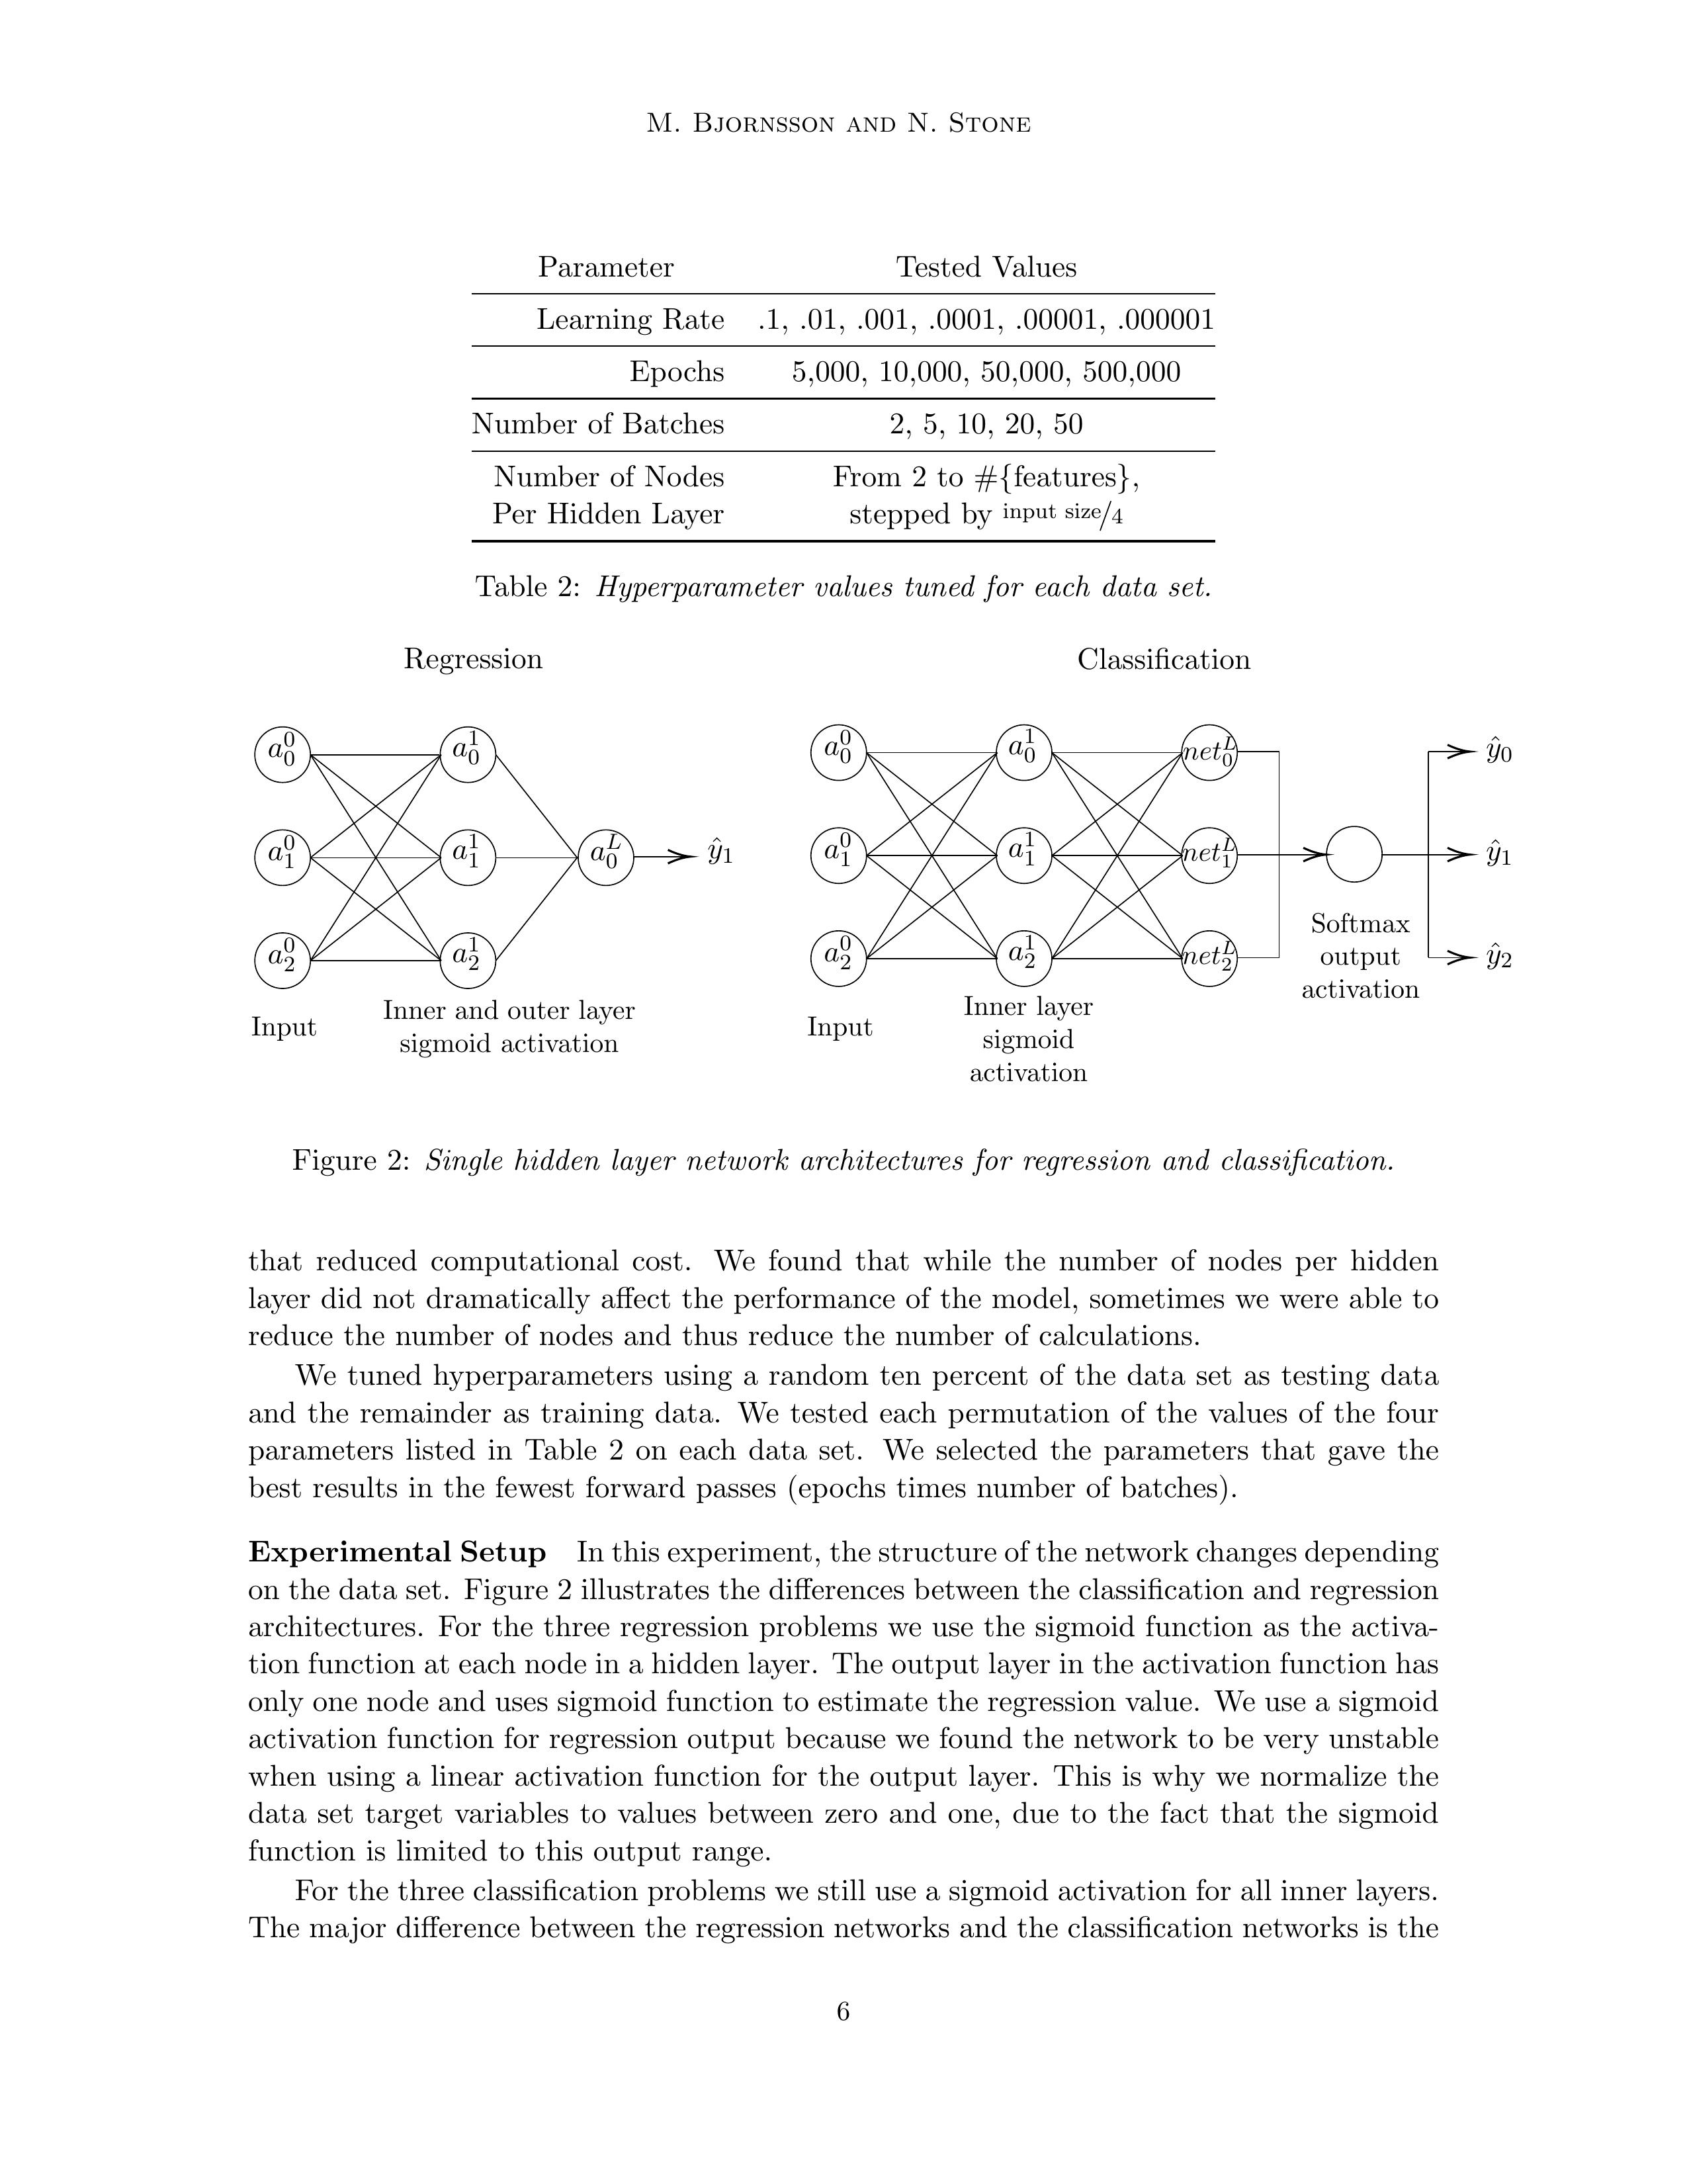 M. Bjornsson and N. Stone
Parameter Tested Values
Learning Rate .1, .01, .001, .0001, .00001, .000001
Epochs 5,000, 10,000, 50,000, 500,000
Number of Batches 2, 5, 10, 20, 50
Number of Nodes From 2 to #{features},
Per Hidden Layer stepped by input size/4
Table 2: Hyperparameter values tuned for each data set.
Regression
a_0^0 a_0^1
a_1^0 a_1^1 a_0^L ŷ_1
a_2^0 a_2^1
Input
Inner and outer layer
sigmoid activation
Classification
a_0^0 a_0^1 net_0^L ŷ_0
a_1^0 a_1^1 net_1^L ŷ_1
a_2^0 a_2^1 net_2^L ŷ_2
Input
Inner layer
sigmoid
activation
Softmax
output
activation
Figure 2: Single hidden layer network architectures for regression and classification.
that reduced computational cost. We found that while the number of nodes per hidden
layer did not dramatically affect the performance of the model, sometimes we were able to
reduce the number of nodes and thus reduce the number of calculations.
We tuned hyperparameters using a random ten percent of the data set as testing data
and the remainder as training data. We tested each permutation of the values of the four
parameters listed in Table 2 on each data set. We selected the parameters that gave the
best results in the fewest forward passes (epochs times number of batches).
Experimental Setup In this experiment, the structure of the network changes depending
on the data set. Figure 2 illustrates the differences between the classification and regression
architectures. For the three regression problems we use the sigmoid function as the activa-
tion function at each node in a hidden layer. The output layer in the activation function has
only one node and uses sigmoid function to estimate the regression value. We use a sigmoid
activation function for regression output because we found the network to be very unstable
when using a linear activation function for the output layer. This is why we normalize the
data set target variables to values between zero and one, due to the fact that the sigmoid
function is limited to this output range.
For the three classification problems we still use a sigmoid activation for all inner layers.
The major difference between the regression networks and the classification networks is the
6